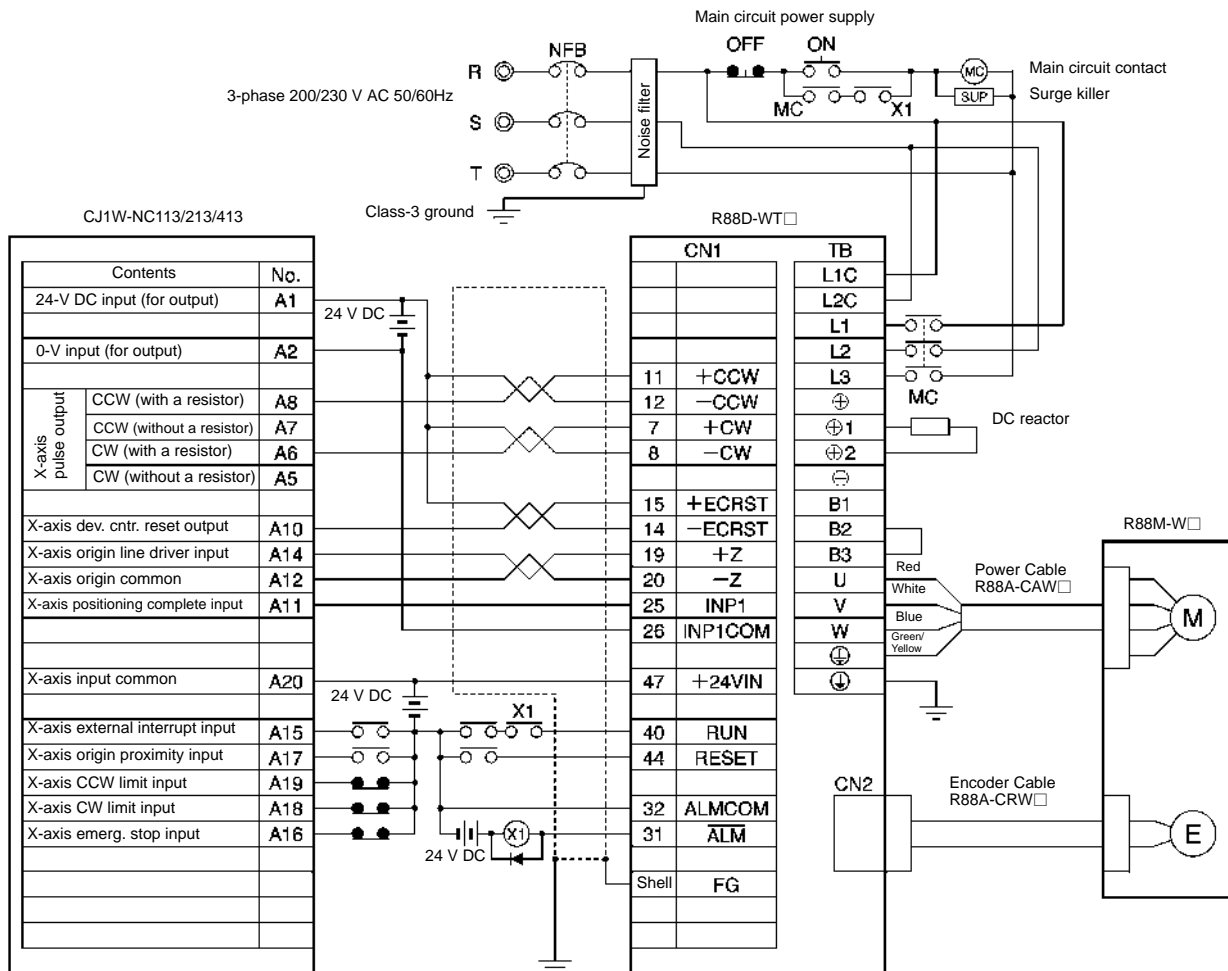 Main circuit power supply
OFF ON
NFB
R
MC
Main circuit contact
3-phase 200/230 V AC 50/60Hz
SUP
Surge killer
MC X1
S
Noise filter
T
Class-3 ground
CJ1W-NC113/213/413
R88D-WT□
CN1 TB
Contents No.
L1C
24-V DC input (for output) A1
L2C
24 V DC
L1
0-V input (for output) A2
L2
11 +CCW L3
MC
X-axis pulse output
CCW (with a resistor) A8
12 −CCW ⊕
DC reactor
CCW (without a resistor) A7
7 +CW ⊕1
CW (with a resistor) A6
8 −CW ⊕2
CW (without a resistor) A5
⊖
15 +ECRST B1
X-axis dev. cntr. reset output A10
14 −ECRST B2
R88M-W□
X-axis origin line driver input A14
19 +Z B3
X-axis origin common A12
20 −Z U
Red
White
Power Cable
R88A-CAW□
X-axis positioning complete input A11
25 INP1 V
Blue
M
26 INP1COM W
Green/
Yellow
X-axis input common A20
47 +24VIN
24 V DC
X-axis external interrupt input A15
X1
40 RUN
X-axis origin proximity input A17
44 RESET
X-axis CCW limit input A19
CN2
Encoder Cable
R88A-CRW□
X-axis CW limit input A18
32 ALMCOM
X-axis emerg. stop input A16
X1
31 ALM
E
24 V DC
Shell FG